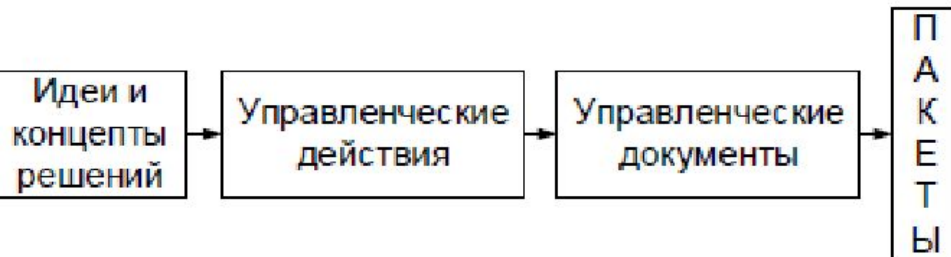 Идеи и
концепты
решений
Управленческие
действия
Управленческие
документы
П
А
К
Е
Т
Ы